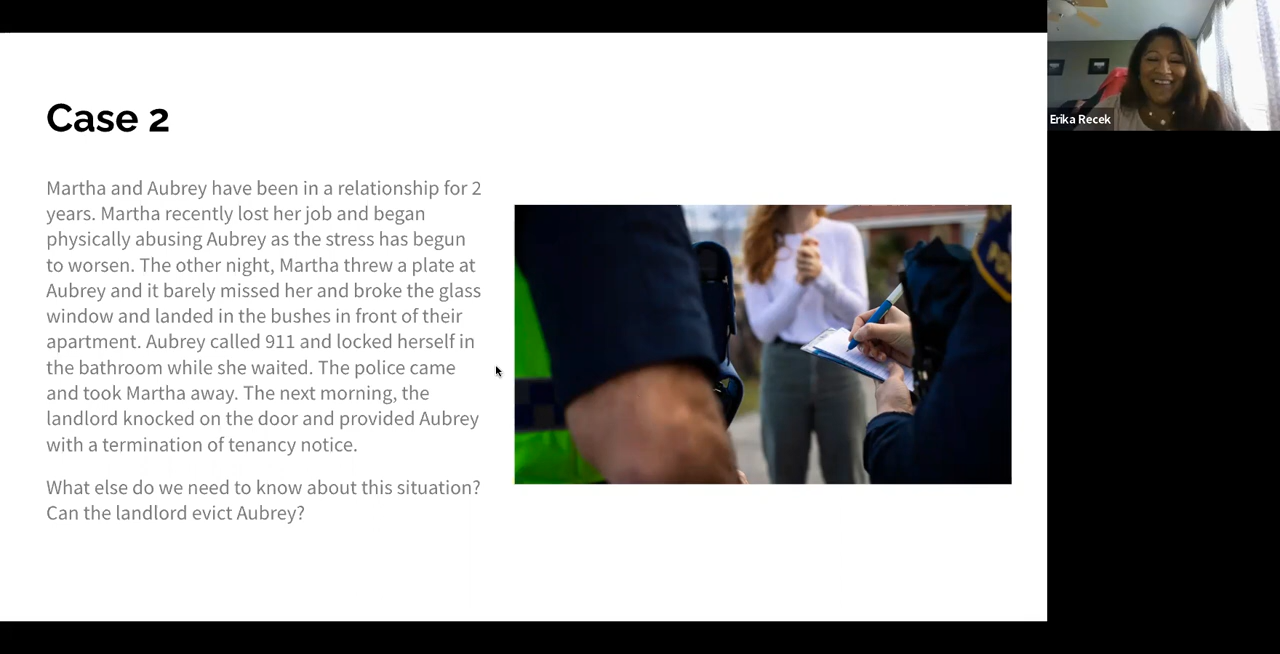 Case 2
Martha and Aubrey have been in a relationship for 2
years. Martha recently lost her job and began
physically abusing Aubrey as the stress has begun
to worsen. The other night, Martha threw a plate at
Aubrey and it barely missed her and broke the glass
window and landed in the bushes in front of their
apartment. Aubrey called 911 and locked herself in
the bathroom while she waited. The police came
and took Martha away. The next morning, the
landlord knocked on the door and provided Aubrey
with a termination of tenancy notice.
What else do we need to know about this situation?
Can the landlord evict Aubrey?
Erika Recek